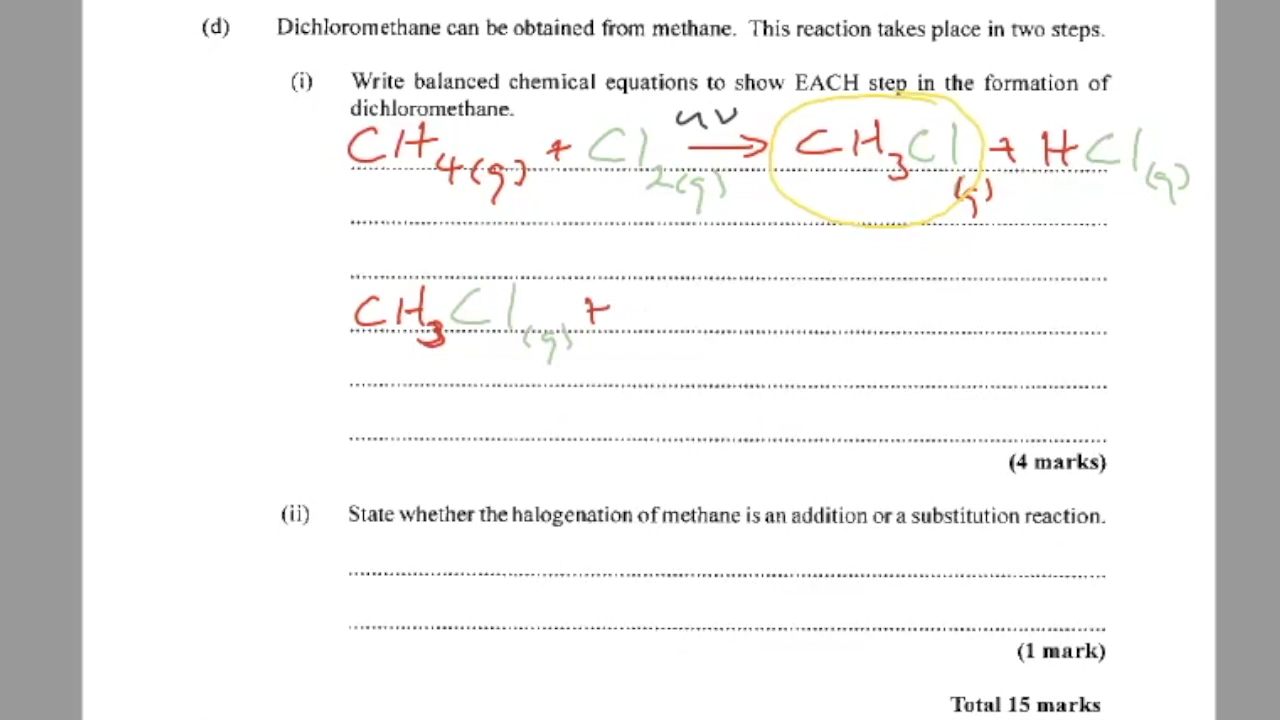 (d) Dichloromethane can be obtained from methane. This reaction takes place in two steps.
(i) Write balanced chemical equations to show EACH step in the formation of
dichloromethane.
uv
CH4(g) + Cl2(g) → CH3Cl(g) + HCl(g)
CH3Cl(g) +
(4 marks)
(ii) State whether the halogenation of methane is an addition or a substitution reaction.
(1 mark)
Total 15 marks